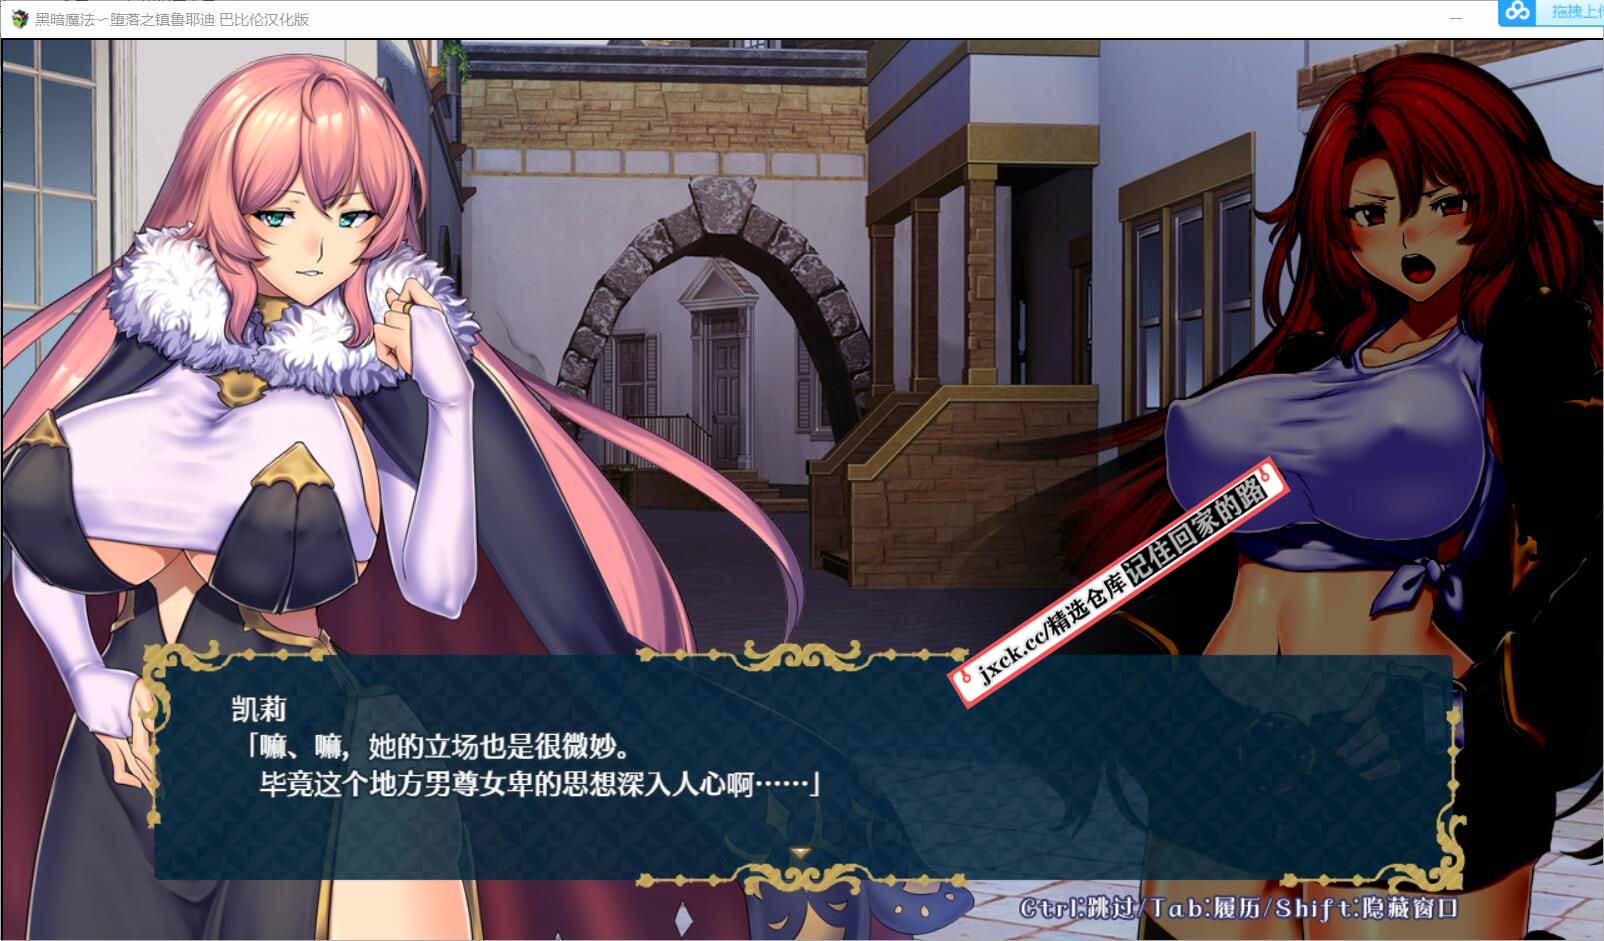 黑暗魔法∽堕落之镇鲁耶迪 巴比伦汉化版
拖拽上传
jxck.cc/精选仓库记住回家的路
凯莉
「嘛、嘛，她的立场也是很微妙。
毕竟这个地方男尊女卑的思想深入人心啊……」
Ctrl:跳过/Tab:履历/Shift:隐藏窗口